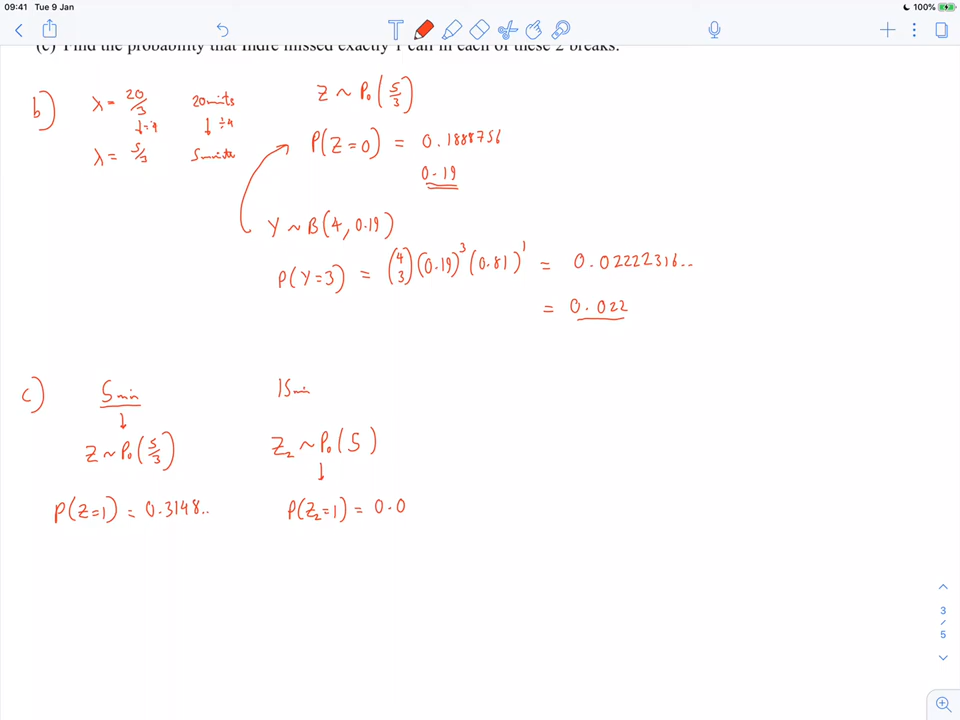 09:41 Tue 9 Jan 100%
(c) Find the probability that Indre missed exactly 1 call in each of these 2 breaks.
b) λ = 20/3 20 mints Z ~ Po(5/3)
↓÷4 ↓ ÷4
λ = 5/3 5 minutes P(Z=0) = 0.1888756
0.19
Y ~ B(4, 0.19)
P(Y=3) = (4 3)(0.19)³(0.81)¹ = 0.02222316..
= 0.022
c) 5 min 15 min
↓
Z ~ Po(5/3) Z₂ ~ Po(5)
↓
P(Z=1) = 0.3148.. P(Z₂=1) = 0.0
3
/
5